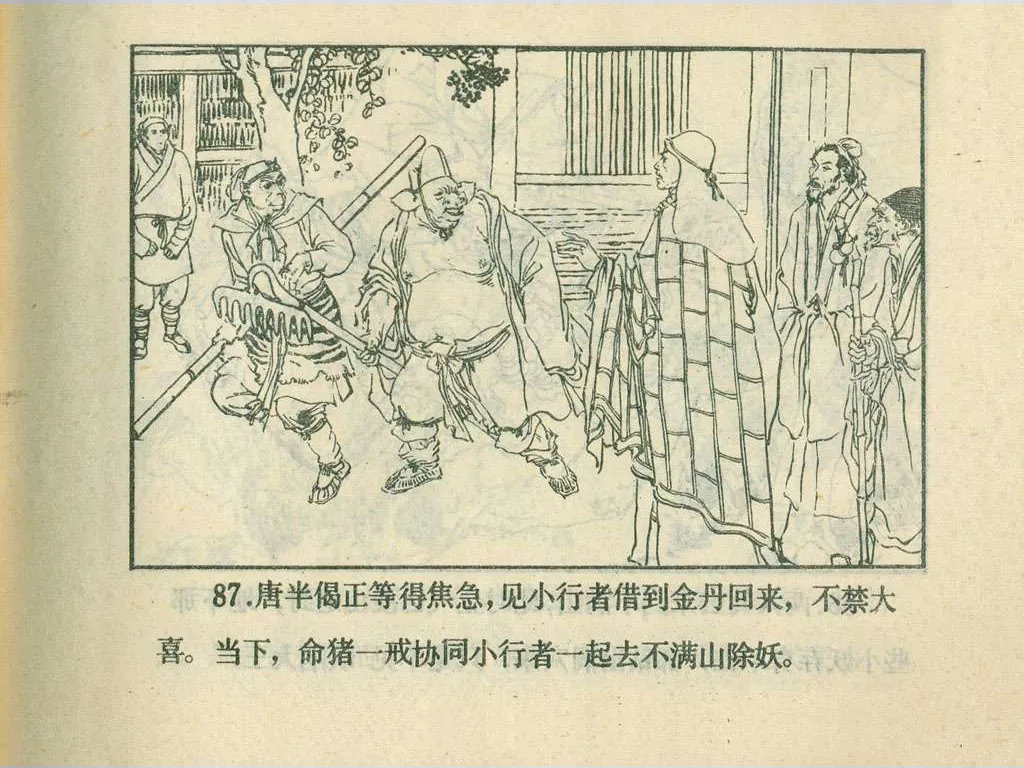 87.唐半偈正等得焦急，见小行者借到金丹回来，不禁大
喜。当下，命猪一戒协同小行者一起去不满山除妖。